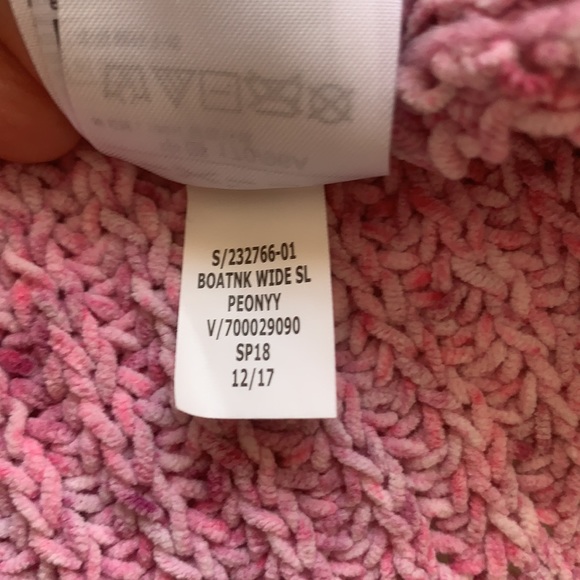 S/232766-01
BOATNK WIDE SL
PEONYY
V/700029090
SP18
12/17